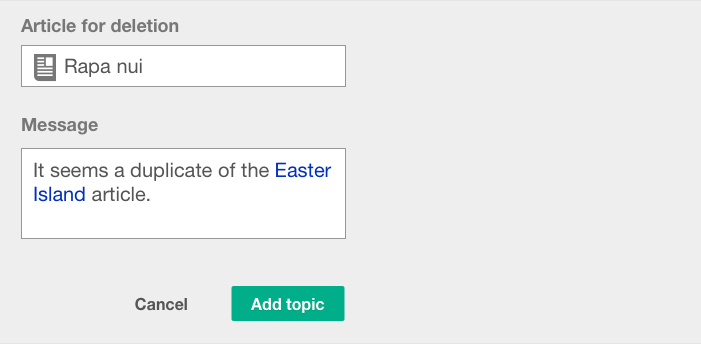 Article for deletion
Rapa nui
Message
It seems a duplicate of the Easter
Island article.
Cancel
Add topic